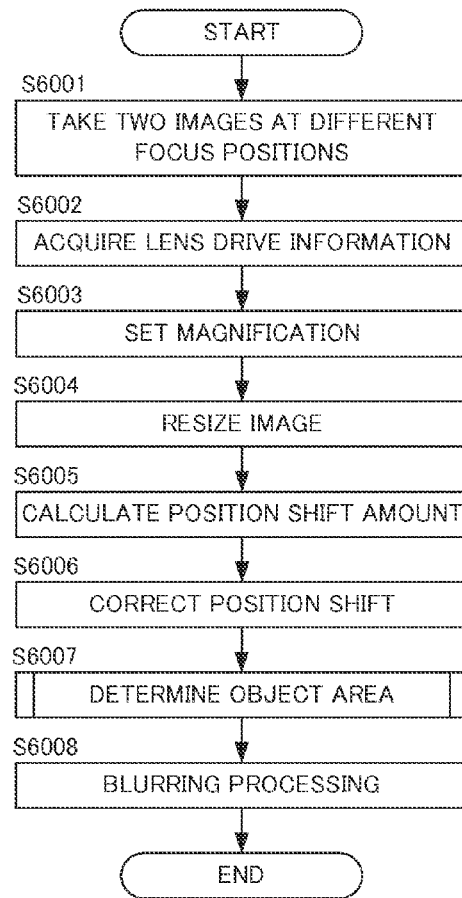 START
S6001
TAKE TWO IMAGES AT DIFFERENT
FOCUS POSITIONS
S6002
ACQUIRE LENS DRIVE INFORMATION
S6003
SET MAGNIFICATION
S6004
RESIZE IMAGE
S6005
CALCULATE POSITION SHIFT AMOUNT
S6006
CORRECT POSITION SHIFT
S6007
DETERMINE OBJECT AREA
S6008
BLURRING PROCESSING
END